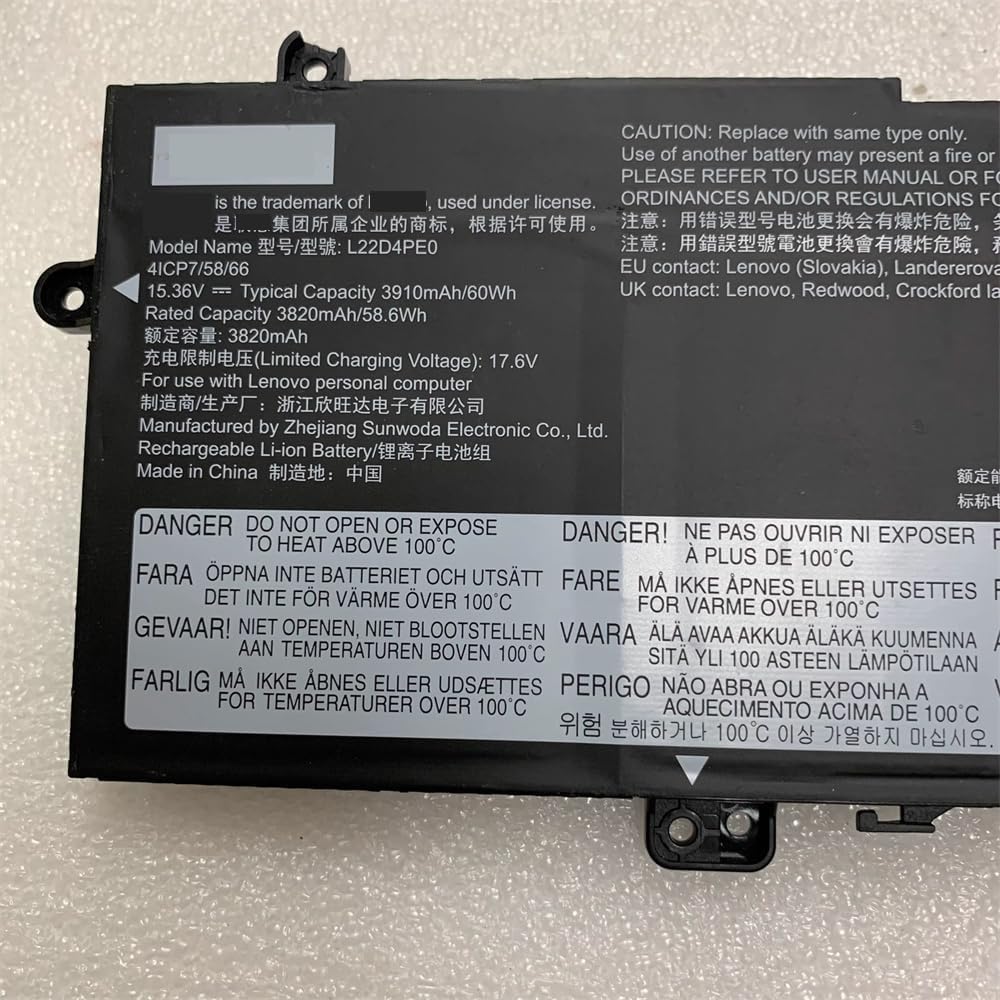 is the trademark of , used under license.
是 集团所属企业的商标，根据许可使用。
Model Name 型号/型號: L22D4PE0
4ICP7/58/66
15.36V ⎓ Typical Capacity 3910mAh/60Wh
Rated Capacity 3820mAh/58.6Wh
额定容量: 3820mAh
充电限制电压(Limited Charging Voltage): 17.6V
For use with Lenovo personal computer
制造商/生产厂：浙江欣旺达电子有限公司
Manufactured by Zhejiang Sunwoda Electronic Co., Ltd.
Rechargeable Li-ion Battery/锂离子电池组
Made in China 制造地：中国
CAUTION: Replace with same type only.
Use of another battery may present a fire or
PLEASE REFER TO USER MANUAL OR
ORDINANCES AND/OR REGULATIONS
注意：用错误型号电池更换会有爆炸危险，
注意：用錯誤型號電池更換會有爆炸危險，
EU contact: Lenovo (Slovakia), Landererova
UK contact: Lenovo, Redwood, Crockford
额定
标称
DANGER DO NOT OPEN OR EXPOSE
TO HEAT ABOVE 100°C
FARA ÖPPNA INTE BATTERIET OCH UTSÄTT
DET INTE FÖR VÄRME ÖVER 100°C
GEVAAR! NIET OPENEN, NIET BLOOTSTELLEN
AAN TEMPERATUREN BOVEN 100°C
FARLIG MÅ IKKE ÅBNES ELLER UDSÆTTES
FOR TEMPERATURER OVER 100°C
DANGER! NE PAS OUVRIR NI EXPOSER
À PLUS DE 100°C
FARE MÅ IKKE ÅPNES ELLER UTSETTES
FOR VARME OVER 100°C
VAARA ÄLÄ AVAA AKKUA ÄLÄKÄ KUUMENNA
SITÄ YLI 100 ASTEEN LÄMPÖTILAAN
PERIGO NÃO ABRA OU EXPONHA A
AQUECIMENTO ACIMA DE 100°C
위험 분해하거나 100°C 이상 가열하지 마십시오.